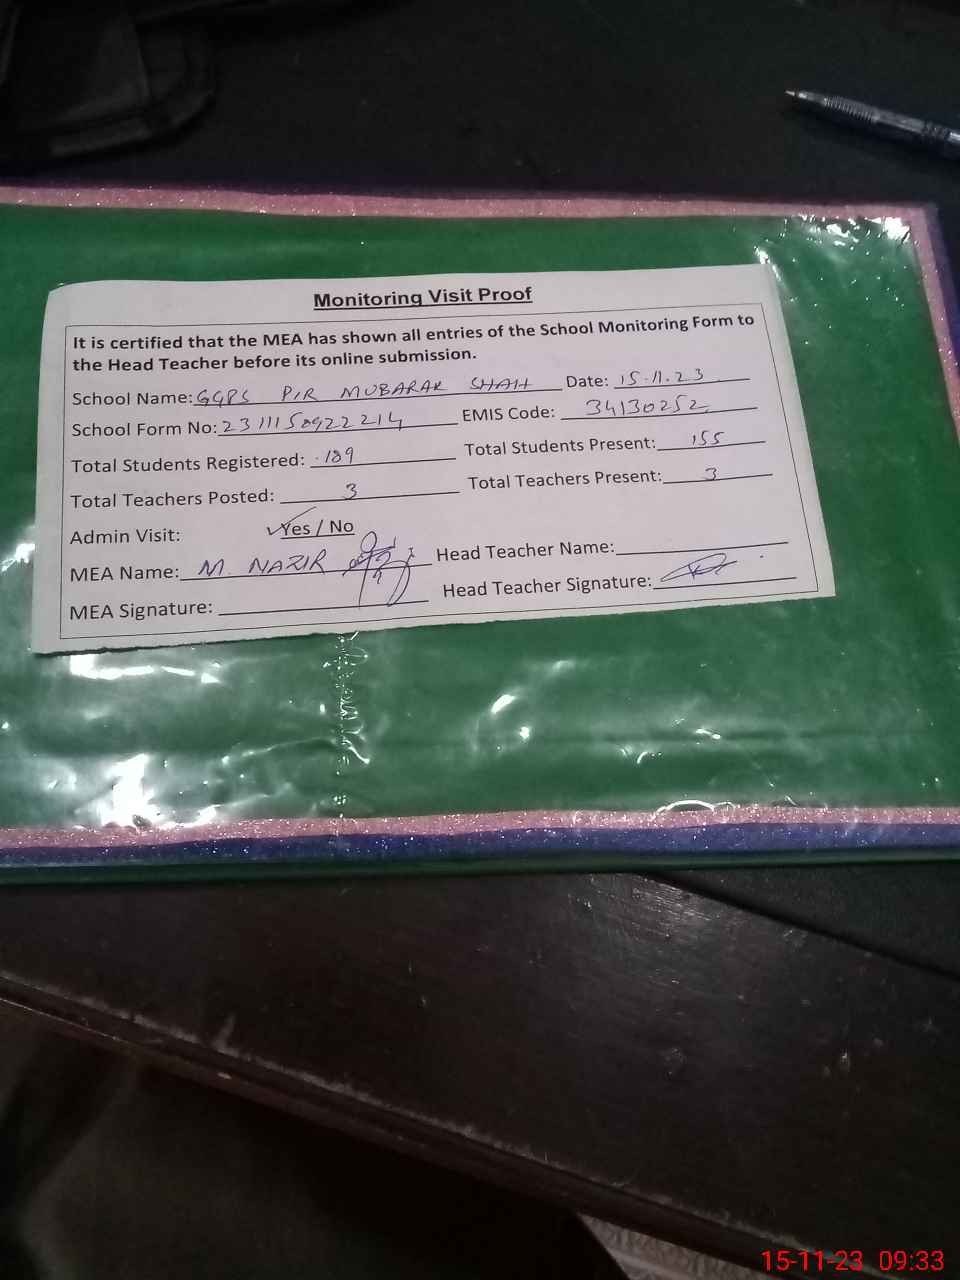 Monitoring Visit Proof
It is certified that the MEA has shown all entries of the School Monitoring Form to
the Head Teacher before its online submission.
School Name: GGPS PIR MUBARAK SHAH Date: 15.11.23
School Form No: 2311150922214 EMIS Code: 34130252
Total Students Registered: 189 Total Students Present: 155
Total Teachers Posted: 3 Total Teachers Present: 3
Admin Visit: Yes / No
MEA Name: M. NAZIR Head Teacher Name:
MEA Signature: Head Teacher Signature:
15-11-23 09:33